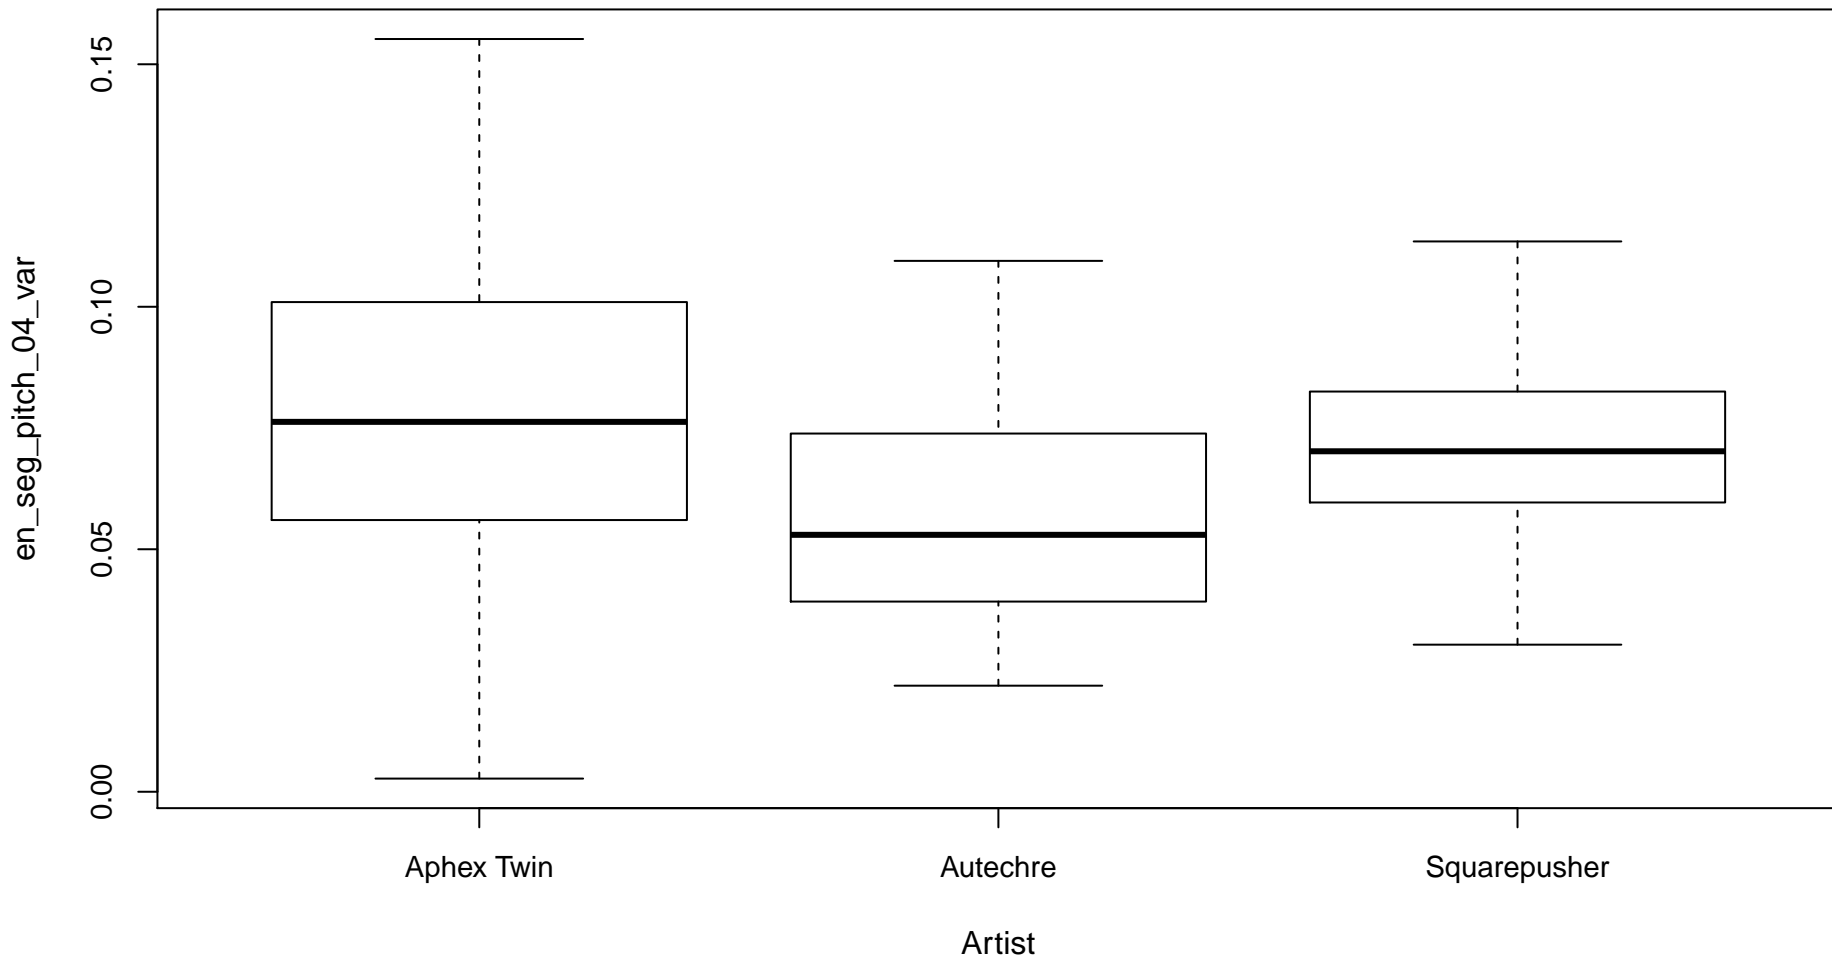 en_seg_pitch_04_var
0.15
0.10
0.05
0.00
Aphex Twin Autechre Squarepusher
Artist